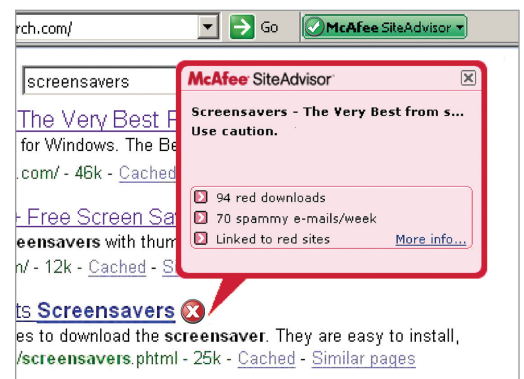 rch.com/ Go McAfee SiteAdvisor
screensavers
McAfee SiteAdvisor
Screensavers - The Very Best from s...
Use caution.
94 red downloads
70 spammy e-mails/week
Linked to red sites More info...
The Very Best
for Windows. The Be
.com/ - 46k - Cached
Free Screen Sa
eensavers with thum
/ - 12k - Cached - S
ts Screensavers
es to download the screensaver. They are easy to install,
/screensavers.phtml - 25k - Cached - Similar pages